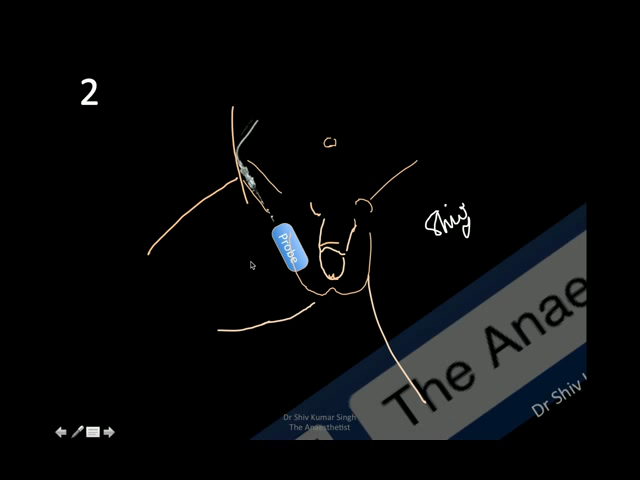 2
Probe
Shiv
The Anae
Dr Shiv
Dr Shiv Kumar Singh
The Anaesthetist